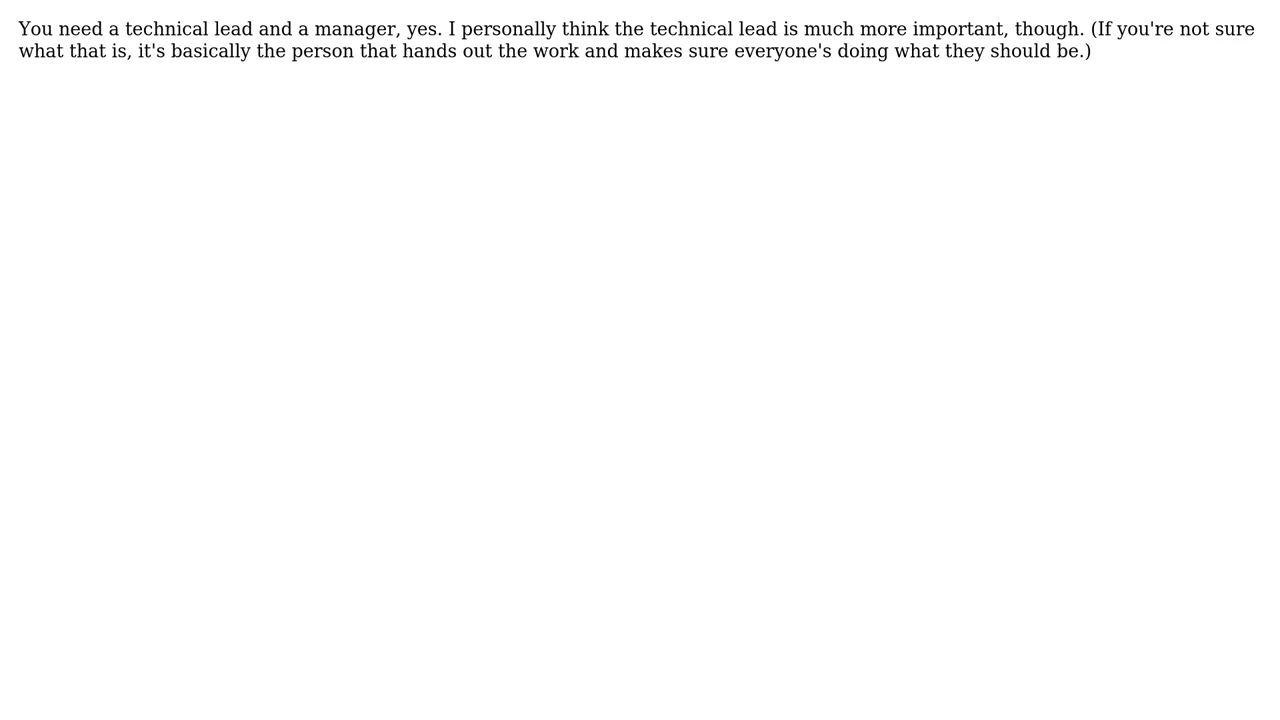 You need a technical lead and a manager, yes. I personally think the technical lead is much more important, though. (If you're not sure
what that is, it's basically the person that hands out the work and makes sure everyone's doing what they should be.)